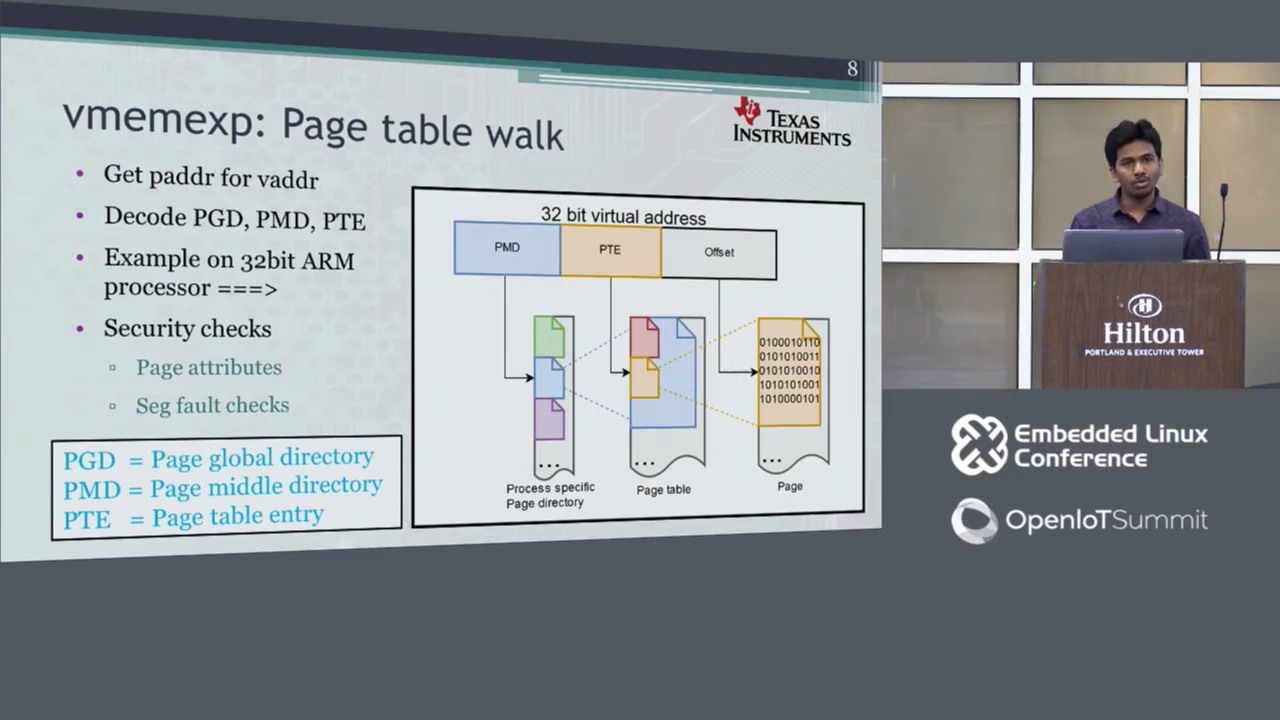 8
vmemexp: Page table walk
TEXAS
INSTRUMENTS
• Get paddr for vaddr
• Decode PGD, PMD, PTE
• Example on 32bit ARM
processor ===>
• Security checks
▫ Page attributes
▫ Seg fault checks
PGD = Page global directory
PMD = Page middle directory
PTE = Page table entry
32 bit virtual address
PMD
PTE
Offset
0100010110
0101010011
0101010010
1010101001
1010000101
...
...
...
Process specific
Page directory
Page table
Page
Hilton
PORTLAND & EXECUTIVE TOWER
Embedded Linux
Conference
OpenIoTSummit